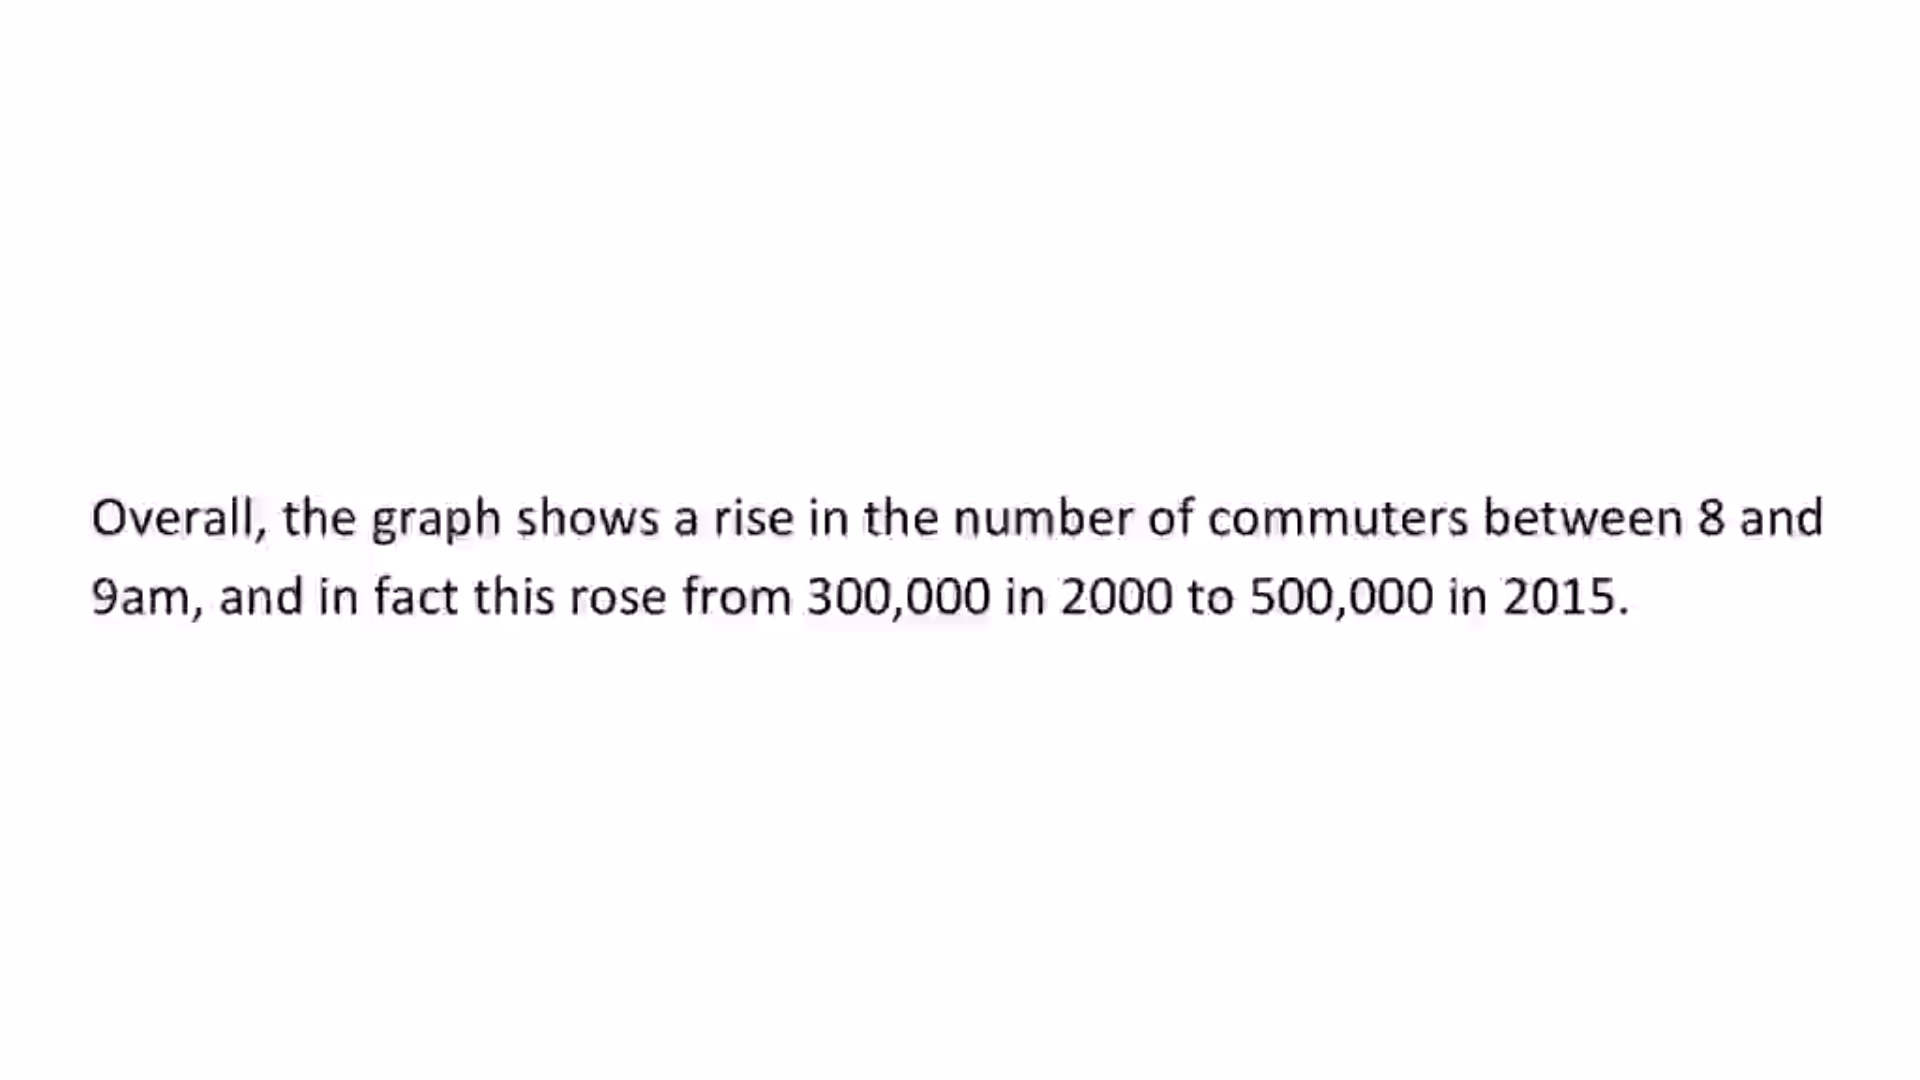 Overall, the graph shows a rise in the number of commuters between 8 and
9am, and in fact this rose from 300,000 in 2000 to 500,000 in 2015.